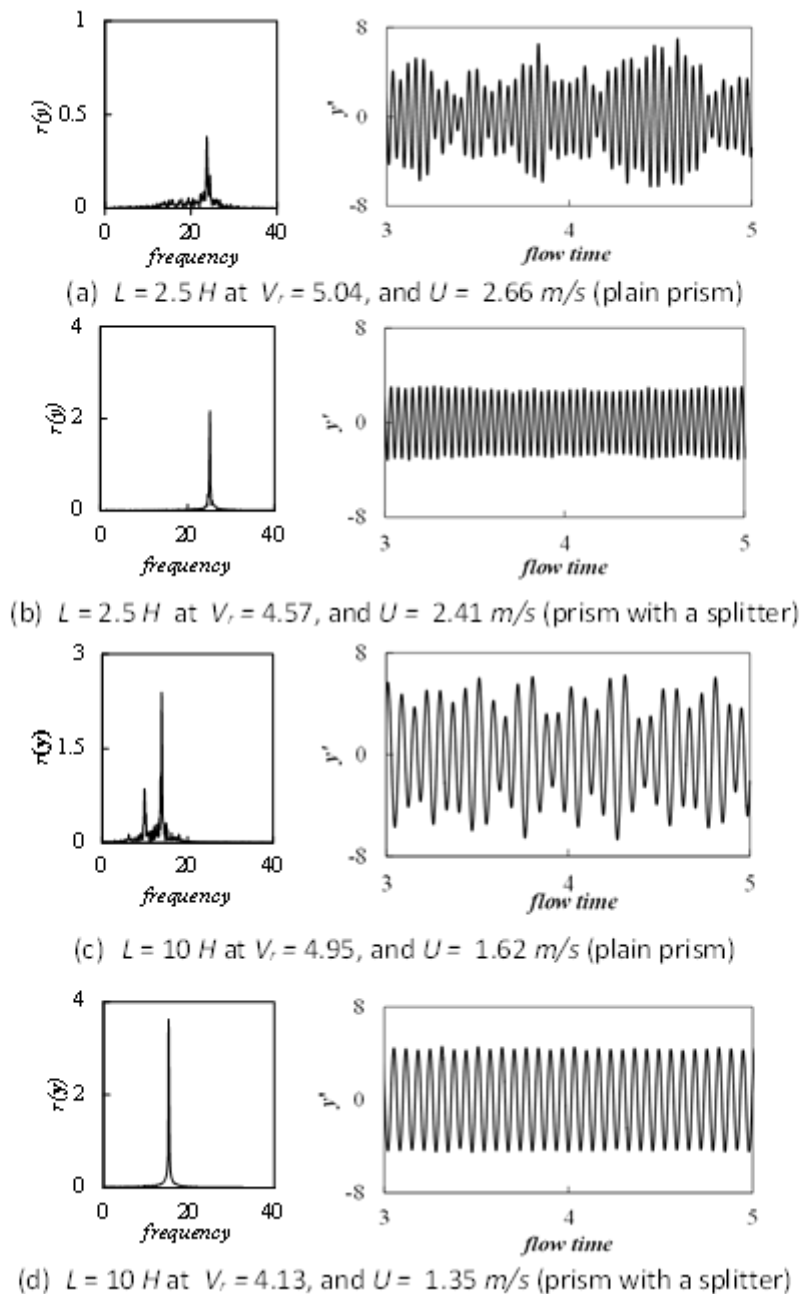 1
0.5
0
r(y)
0 20 40
frequency
8
0
-8
y'
3 4 5
flow time
(a) L = 2.5 H at Vr = 5.04, and U = 2.66 m/s (plain prism)
4
2
0
r(y)
0 20 40
frequency
8
0
-8
y'
3 4 5
flow time
(b) L = 2.5 H at Vr = 4.57, and U = 2.41 m/s (prism with a splitter)
3
1.5
0
r(y)
0 20 40
frequency
8
0
-8
y'
3 4 5
flow time
(c) L = 10 H at Vr = 4.95, and U = 1.62 m/s (plain prism)
4
2
0
r(y)
0 20 40
frequency
8
0
-8
y'
3 4 5
flow time
(d) L = 10 H at Vr = 4.13, and U = 1.35 m/s (prism with a splitter)